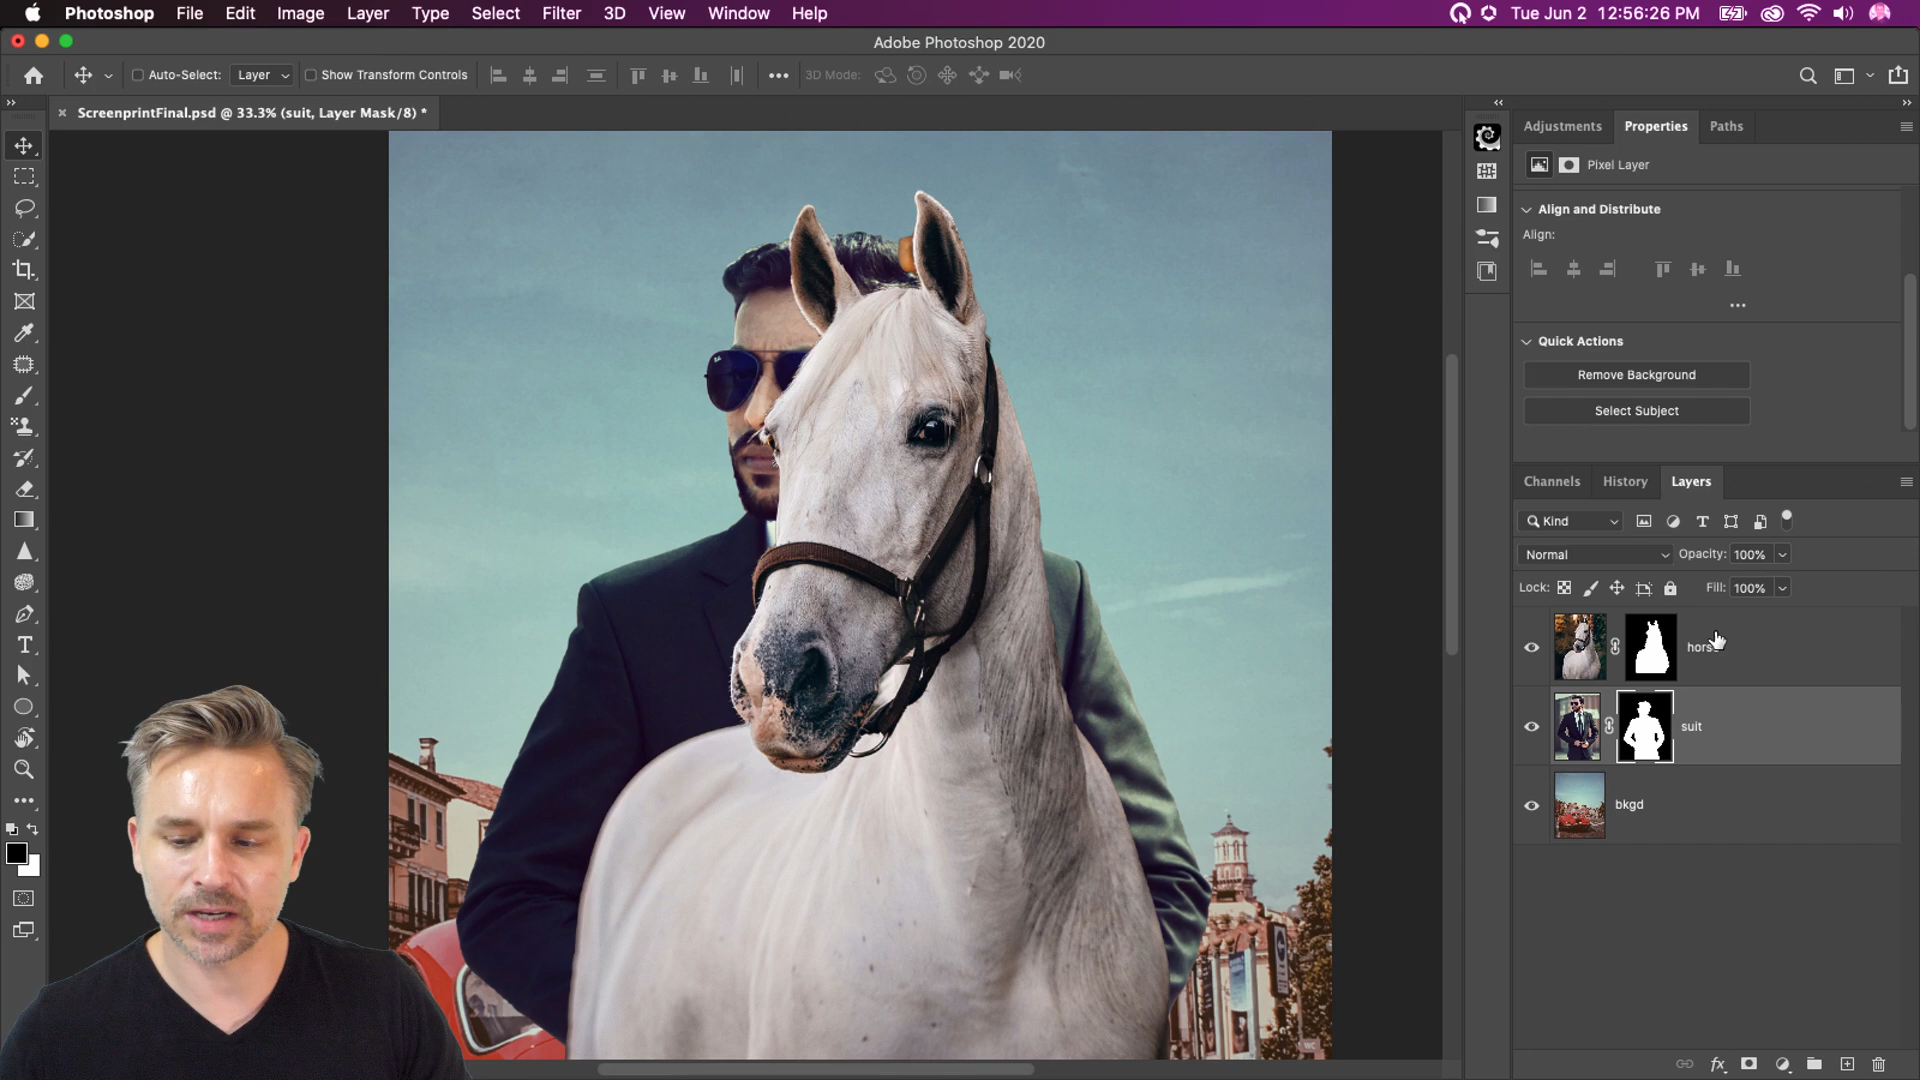 Photoshop File Edit Image Layer Type Select Filter 3D View Window Help Tue Jun 2 12:56:26 PM
Adobe Photoshop 2020
Auto-Select: Layer Show Transform Controls ••• 3D Mode:
× ScreenprintFinal.psd @ 33.3% (suit, Layer Mask/8) *
Adjustments Properties Paths
Pixel Layer
Align and Distribute
Align:
•••
Quick Actions
Remove Background
Select Subject
Channels History Layers
Kind
Normal Opacity: 100%
Lock: Fill: 100%
hors
suit
bkgd
fx